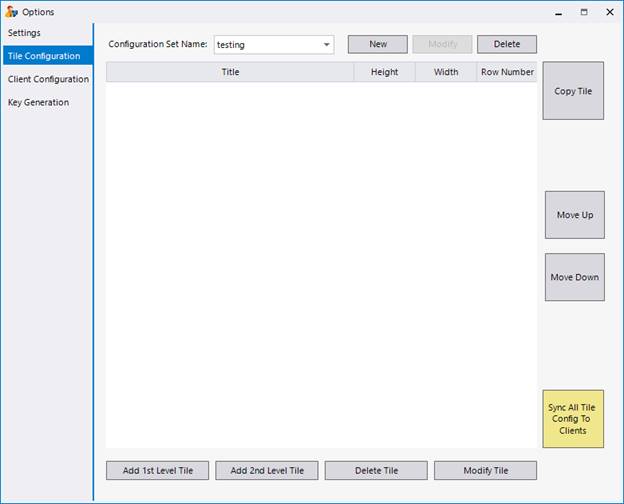 Options
Settings
Tile Configuration
Client Configuration
Key Generation
Configuration Set Name: testing New Modify Delete
Title Height Width Row Number
Copy Tile
Move Up
Move Down
Sync All Tile
Config To
Clients
Add 1st Level Tile Add 2nd Level Tile Delete Tile Modify Tile